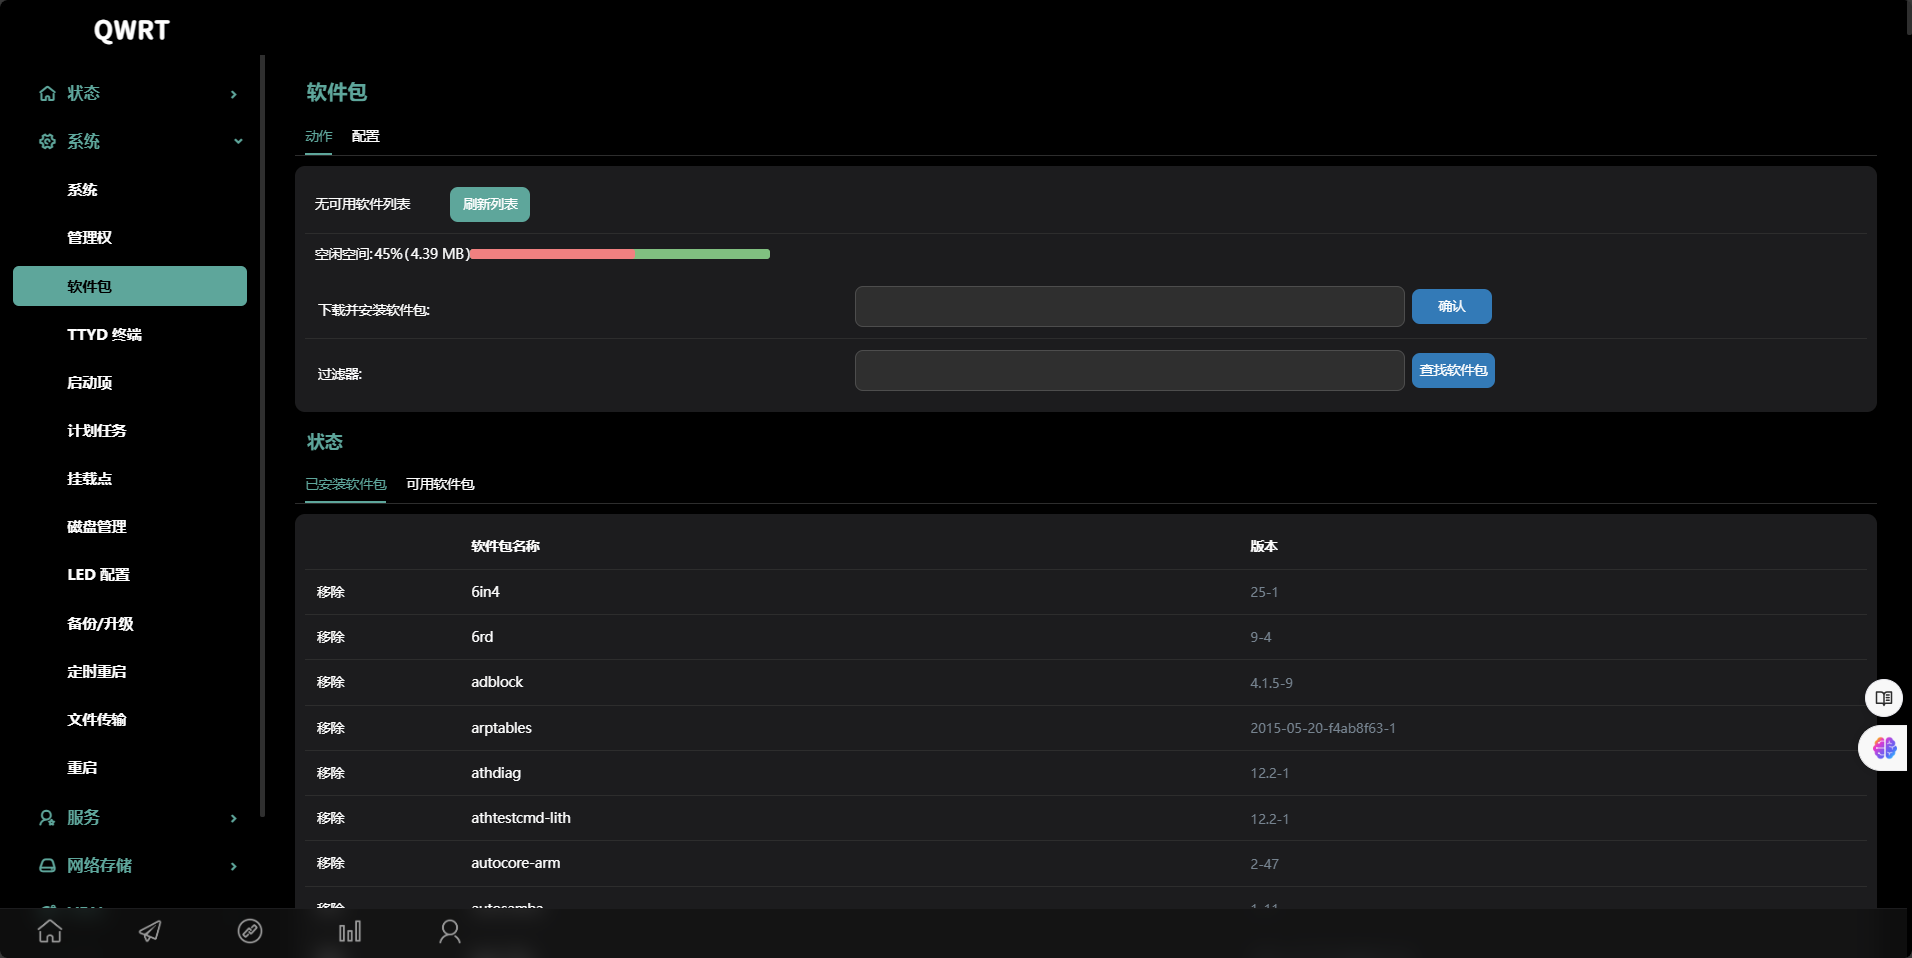 QWRT
状态
系统
系统
管理权
软件包
TTYD 终端
启动项
计划任务
挂载点
磁盘管理
LED 配置
备份/升级
定时重启
文件传输
重启
服务
网络存储
软件包
动作 配置
无可用软件列表 刷新列表
空闲空间:45% (4.39 MB)
下载并安装软件包: 确认
过滤器: 查找软件包
状态
已安装软件包 可用软件包
软件包名称 版本
移除 6in4 25-1
移除 6rd 9-4
移除 adblock 4.1.5-9
移除 arptables 2015-05-20-f4ab8f63-1
移除 athdiag 12.2-1
移除 athtestcmd-lith 12.2-1
移除 autocore-arm 2-47
移除 autosamba 1-11